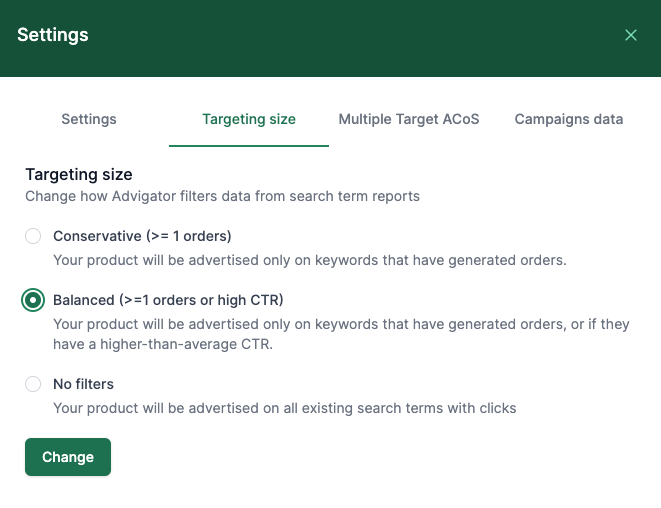 Settings
Settings
Targeting size
Multiple Target ACoS
Campaigns data
Targeting size
Change how Advigator filters data from search term reports
Conservative (>= 1 orders)
Your product will be advertised only on keywords that have generated orders.
Balanced (>=1 orders or high CTR)
Your product will be advertised only on keywords that have generated orders, or if they
have a higher-than-average CTR.
No filters
Your product will be advertised on all existing search terms with clicks
Change